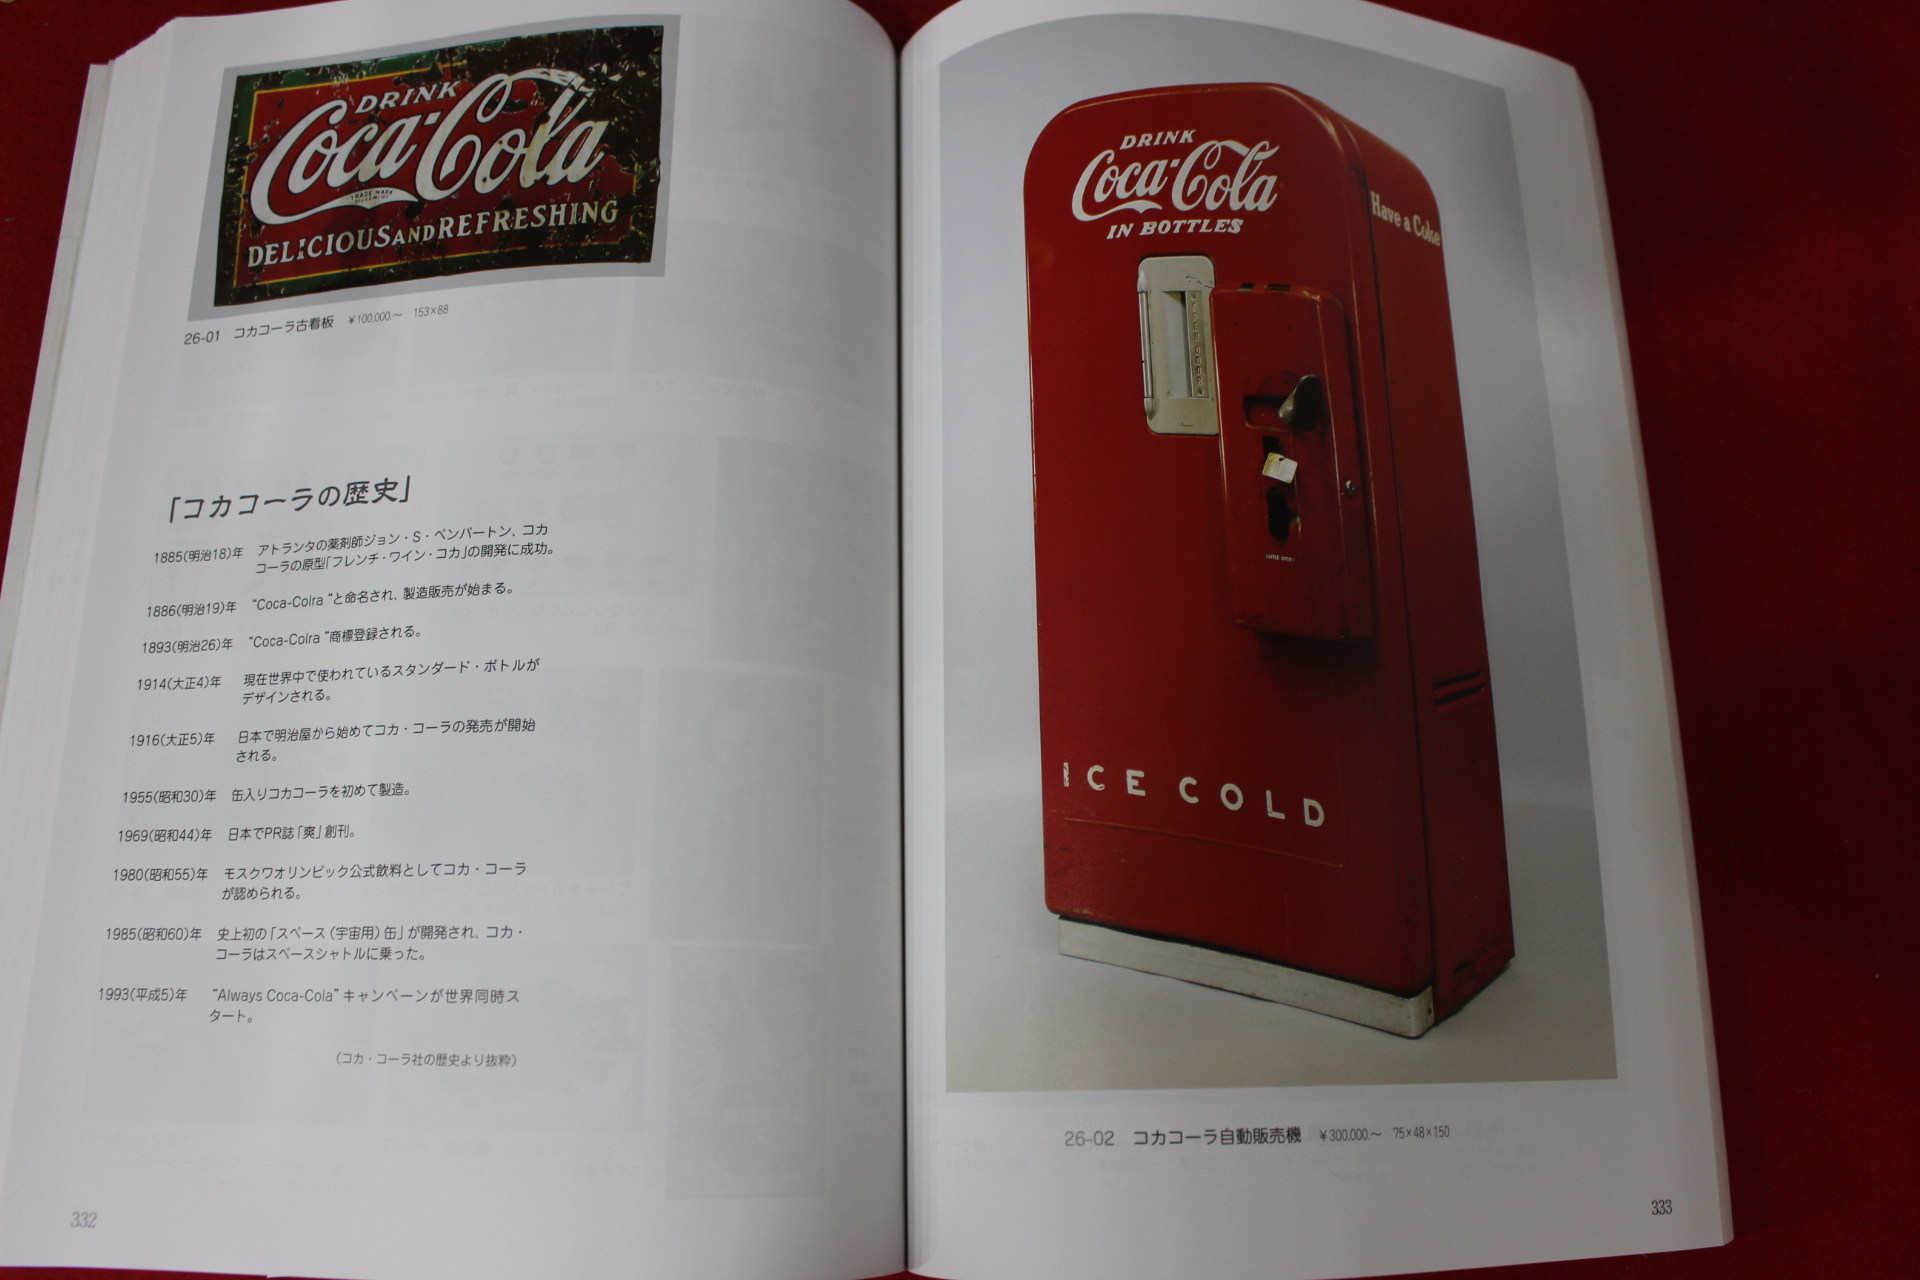 DRINK
Coca-Cola
TRADE MARK
DELICIOUS AND REFRESHING
26-01 コカコーラ古看板 ￥100,000.〜 153×88
「コカコーラの歴史」
1885(明治18)年 アトランタの薬剤師ジョン・S・ペンバートン、コカ
コーラの原型「フレンチ・ワイン・コカ」の開発に成功。
1886(明治19)年 “Coca-Colra “と命名され、製造販売が始まる。
1893(明治26)年 “Coca-Colra “商標登録される。
1914(大正4)年 現在世界中で使われているスタンダード・ボトルが
デザインされる。
1916(大正5)年 日本で明治屋から始めてコカ・コーラの発売が開始
される。
1955(昭和30)年 缶入りコカコーラを初めて製造。
1969(昭和44)年 日本でPR誌「爽」創刊。
1980(昭和55)年 モスクワオリンピック公式飲料としてコカ・コーラ
が認められる。
1985(昭和60)年 史上初の「スペース(宇宙用)缶」が開発され、コカ・
コーラはスペースシャトルに乗った。
1993(平成5)年 “Always Coca-Cola”キャンペーンが世界同時ス
タート。
(コカ・コーラ社の歴史より抜粋)
332
DRINK
Coca-Cola
IN BOTTLES
Have a Coke
OPEN DOOR
ICE COLD
26-02 コカコーラ自動販売機 ￥300,000.〜 75×48×150
333